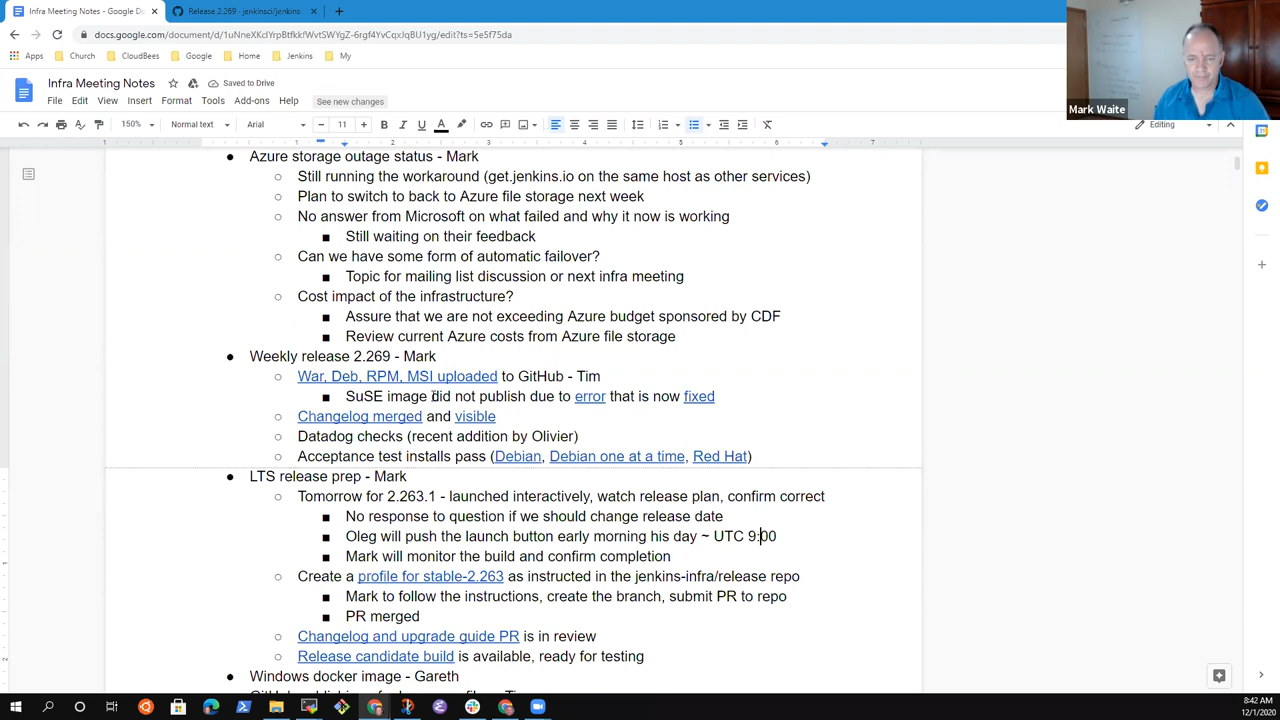 Infra Meeting Notes - Google Do
Release 2.269 · jenkinsci/jenkins
docs.google.com/document/d/1uNneXKcIYrpBtfkkfWvtSWYgZ-6rgf4YvCqxJqBU1yg/edit?ts=5e5f75da
Apps
Church
CloudBees
Google
Home
Jenkins
My
Infra Meeting Notes
Saved to Drive
File Edit View Insert Format Tools Add-ons Help
See new changes
150%
Normal text
Arial
11
Editing
Mark Waite
1 1 2 3 4 5 6 7
Azure storage outage status - Mark
Still running the workaround (get.jenkins.io on the same host as other services)
Plan to switch to back to Azure file storage next week
No answer from Microsoft on what failed and why it now is working
Still waiting on their feedback
Can we have some form of automatic failover?
Topic for mailing list discussion or next infra meeting
Cost impact of the infrastructure?
Assure that we are not exceeding Azure budget sponsored by CDF
Review current Azure costs from Azure file storage
Weekly release 2.269 - Mark
War, Deb, RPM, MSI uploaded to GitHub - Tim
SuSE image did not publish due to error that is now fixed
Changelog merged and visible
Datadog checks (recent addition by Olivier)
Acceptance test installs pass (Debian, Debian one at a time, Red Hat)
LTS release prep - Mark
Tomorrow for 2.263.1 - launched interactively, watch release plan, confirm correct
No response to question if we should change release date
Oleg will push the launch button early morning his day ~ UTC 9:00
Mark will monitor the build and confirm completion
Create a profile for stable-2.263 as instructed in the jenkins-infra/release repo
Mark to follow the instructions, create the branch, submit PR to repo
PR merged
Changelog and upgrade guide PR is in review
Release candidate build is available, ready for testing
Windows docker image - Gareth
8:42 AM
12/1/2020